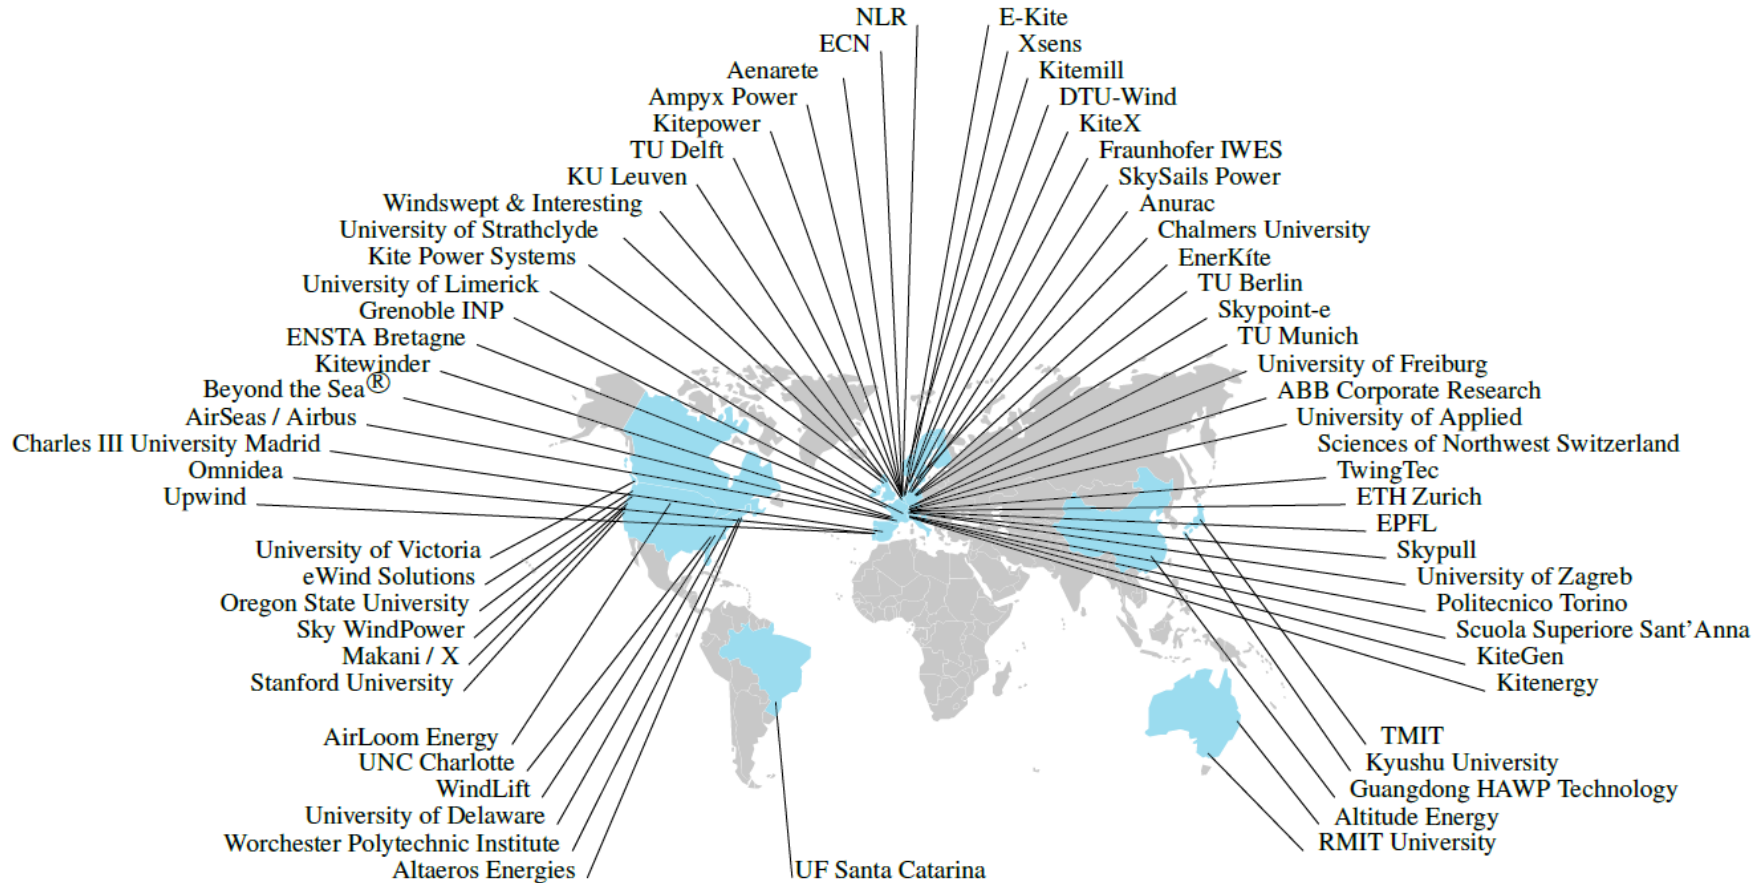 NLR
ECN
Aenarete
Ampyx Power
Kitepower
TU Delft
KU Leuven
Windswept & Interesting
University of Strathclyde
Kite Power Systems
University of Limerick
Grenoble INP
ENSTA Bretagne
Kitewinder
Beyond the Sea®
AirSeas / Airbus
Charles III University Madrid
Omnidea
Upwind
University of Victoria
eWind Solutions
Oregon State University
Sky WindPower
Makani / X
Stanford University
AirLoom Energy
UNC Charlotte
WindLift
University of Delaware
Worchester Polytechnic Institute
Altaeros Energies
UF Santa Catarina
E-Kite
Xsens
Kitemill
DTU-Wind
KiteX
Fraunhofer IWES
SkySails Power
Anurac
Chalmers University
EnerKíte
TU Berlin
Skypoint-e
TU Munich
University of Freiburg
ABB Corporate Research
University of Applied
Sciences of Northwest Switzerland
TwingTec
ETH Zurich
EPFL
Skypull
University of Zagreb
Politecnico Torino
Scuola Superiore Sant'Anna
KiteGen
Kitenergy
TMIT
Kyushu University
Guangdong HAWP Technology
Altitude Energy
RMIT University